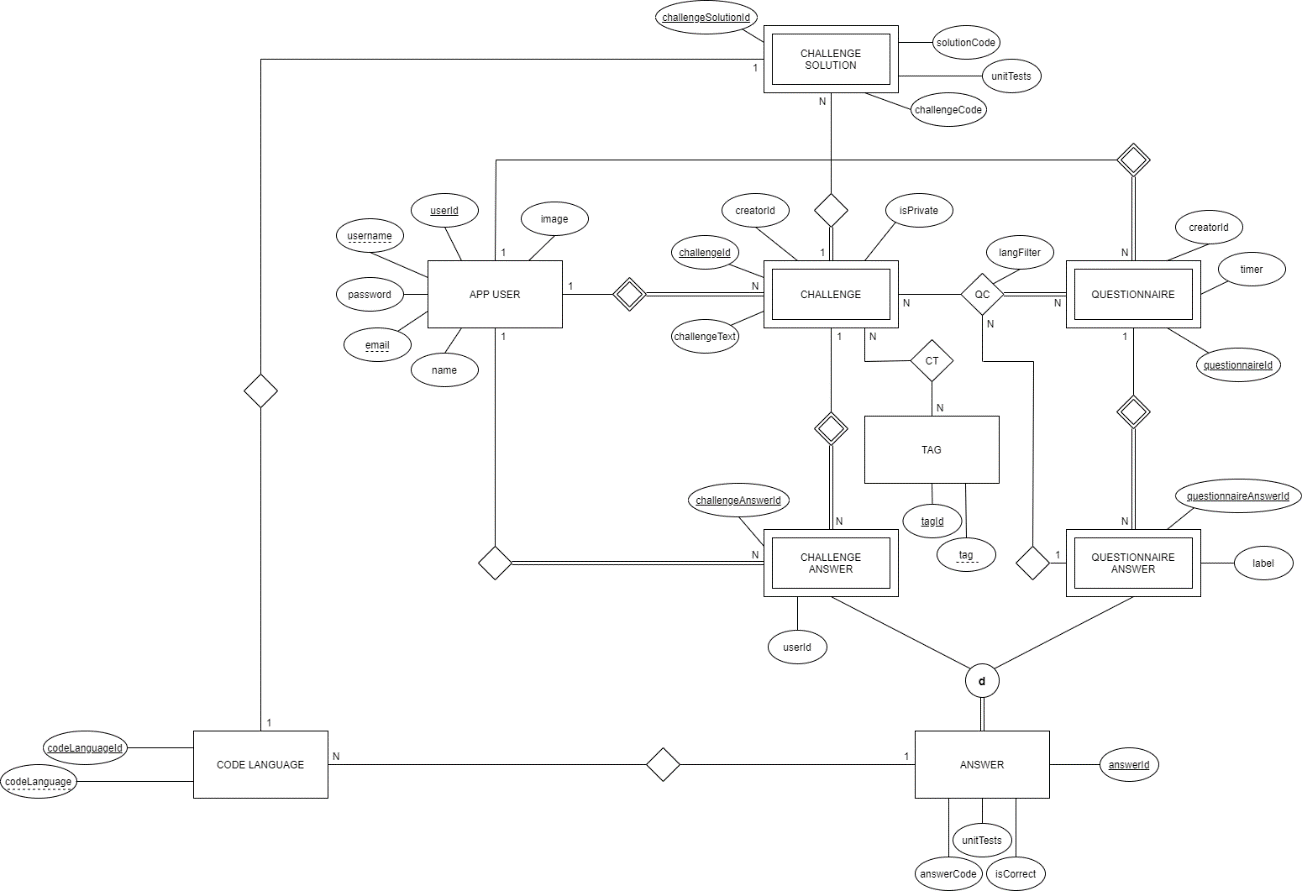 challengeSolutionId
CHALLENGE
SOLUTION
solutionCode
unitTests
challengeCode
1
N
userId
image
username
password
email
name
APP USER
1
1
1
creatorId
isPrivate
challengeId
challengeText
CHALLENGE
1
N
N
1
N
langFilter
QC
N
N
creatorId
timer
questionnaireId
QUESTIONNAIRE
N
1
CT
N
TAG
tagId
tag
challengeAnswerId
N
N
CHALLENGE
ANSWER
userId
questionnaireAnswerId
N
1
QUESTIONNAIRE
ANSWER
label
d
codeLanguageId
codeLanguage
1
CODE LANGUAGE
N
1
ANSWER
answerId
unitTests
answerCode
isCorrect